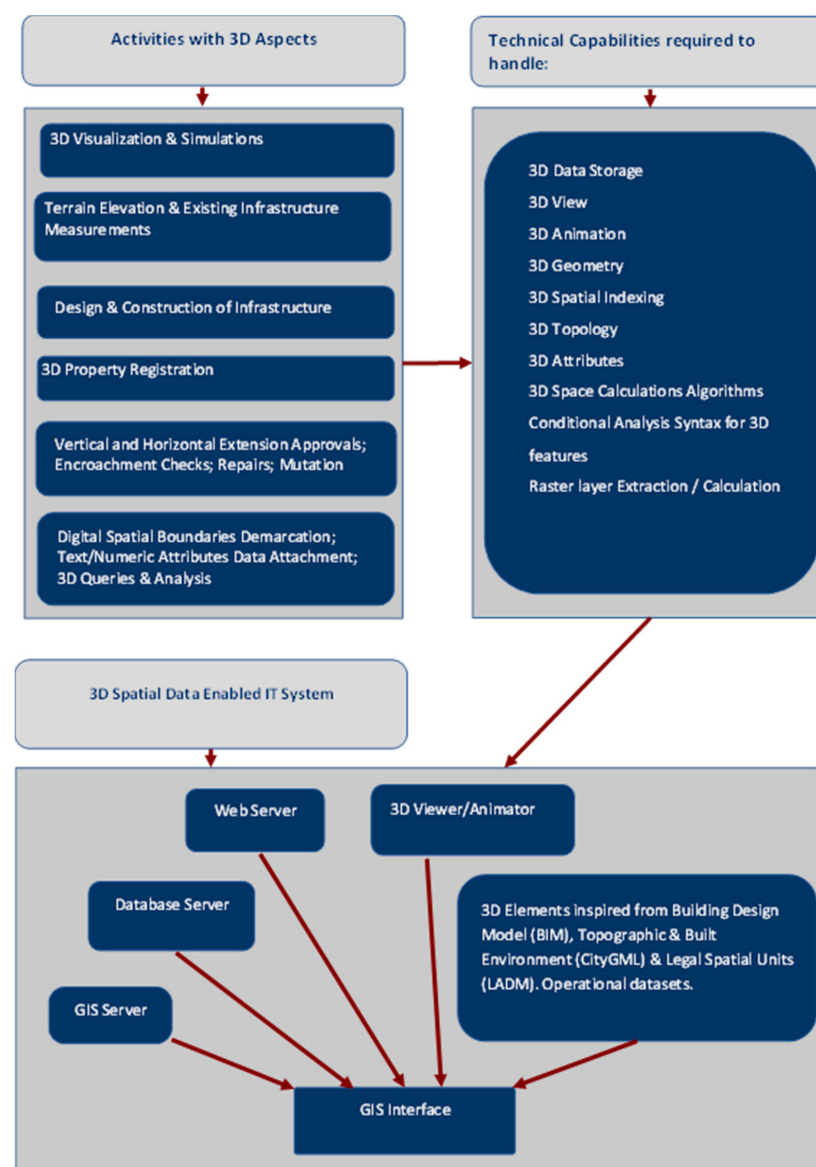 Activities with 3D Aspects
3D Visualization & Simulations
Terrain Elevation & Existing Infrastructure
Measurements
Design & Construction of Infrastructure
3D Property Registration
Vertical and Horizontal Extension Approvals;
Encroachment Checks; Repairs; Mutation
Digital Spatial Boundaries Demarcation;
Text/Numeric Attributes Data Attachment;
3D Queries & Analysis
Technical Capabilities required to
handle:
3D Data Storage
3D View
3D Animation
3D Geometry
3D Spatial Indexing
3D Topology
3D Attributes
3D Space Calculations Algorithms
Conditional Analysis Syntax for 3D
features
Raster layer Extraction / Calculation
3D Spatial Data Enabled IT System
Web Server
3D Viewer/Animator
Database Server
GIS Server
3D Elements inspired from Building Design
Model (BIM), Topographic & Built
Environment (CityGML) & Legal Spatial Units
(LADM). Operational datasets.
GIS Interface